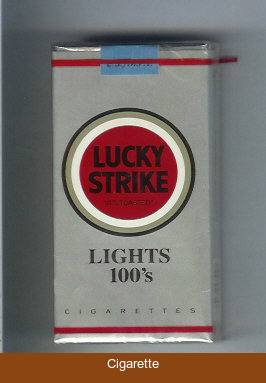 LUCKY
STRIKE
"IT'S TOASTED"
LIGHTS
100's
CIGARETTES
Cigarette